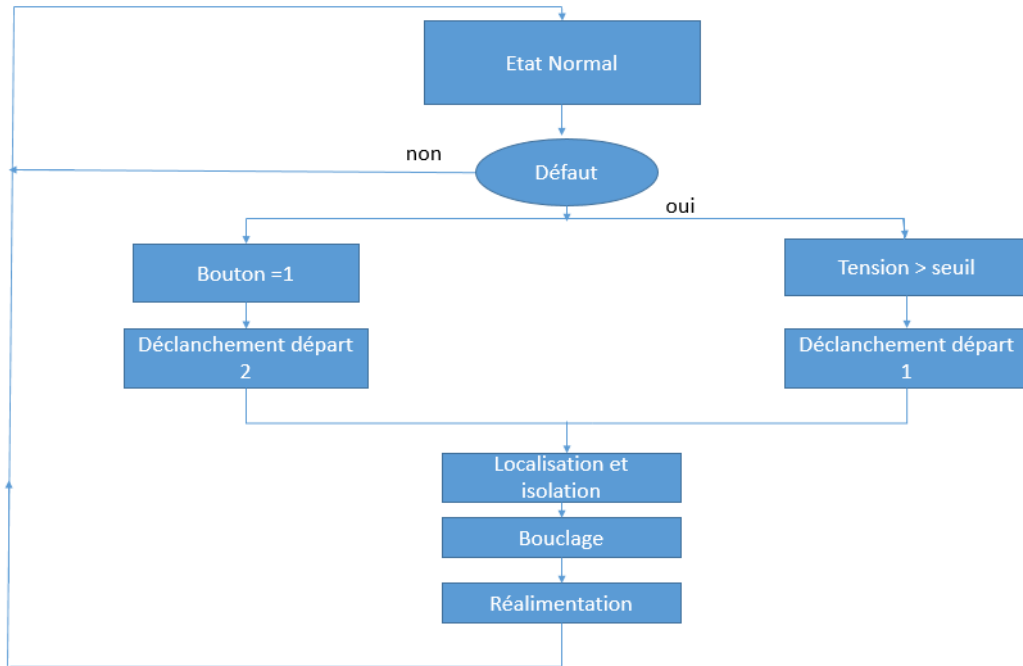 Etat Normal
non
Défaut
oui
Bouton =1
Tension > seuil
Déclanchement départ
2
Déclanchement départ
1
Localisation et
isolation
Bouclage
Réalimentation